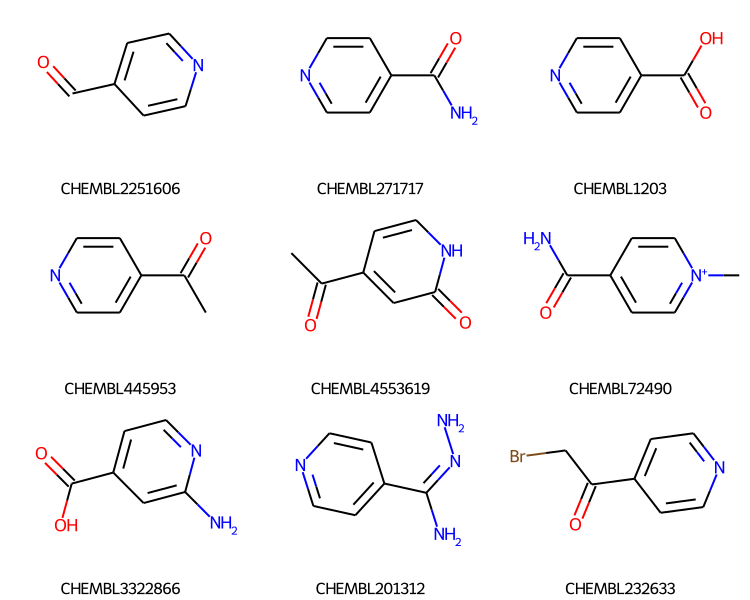 O
N
N
O
NH2
N
OH
O
CHEMBL2251606
CHEMBL271717
CHEMBL1203
N
O
NH
O
O
H2N
O
N+
CHEMBL445953
CHEMBL4553619
CHEMBL72490
O
OH
N
NH2
N
NH2
N
NH2
Br
O
N
CHEMBL3322866
CHEMBL201312
CHEMBL232633